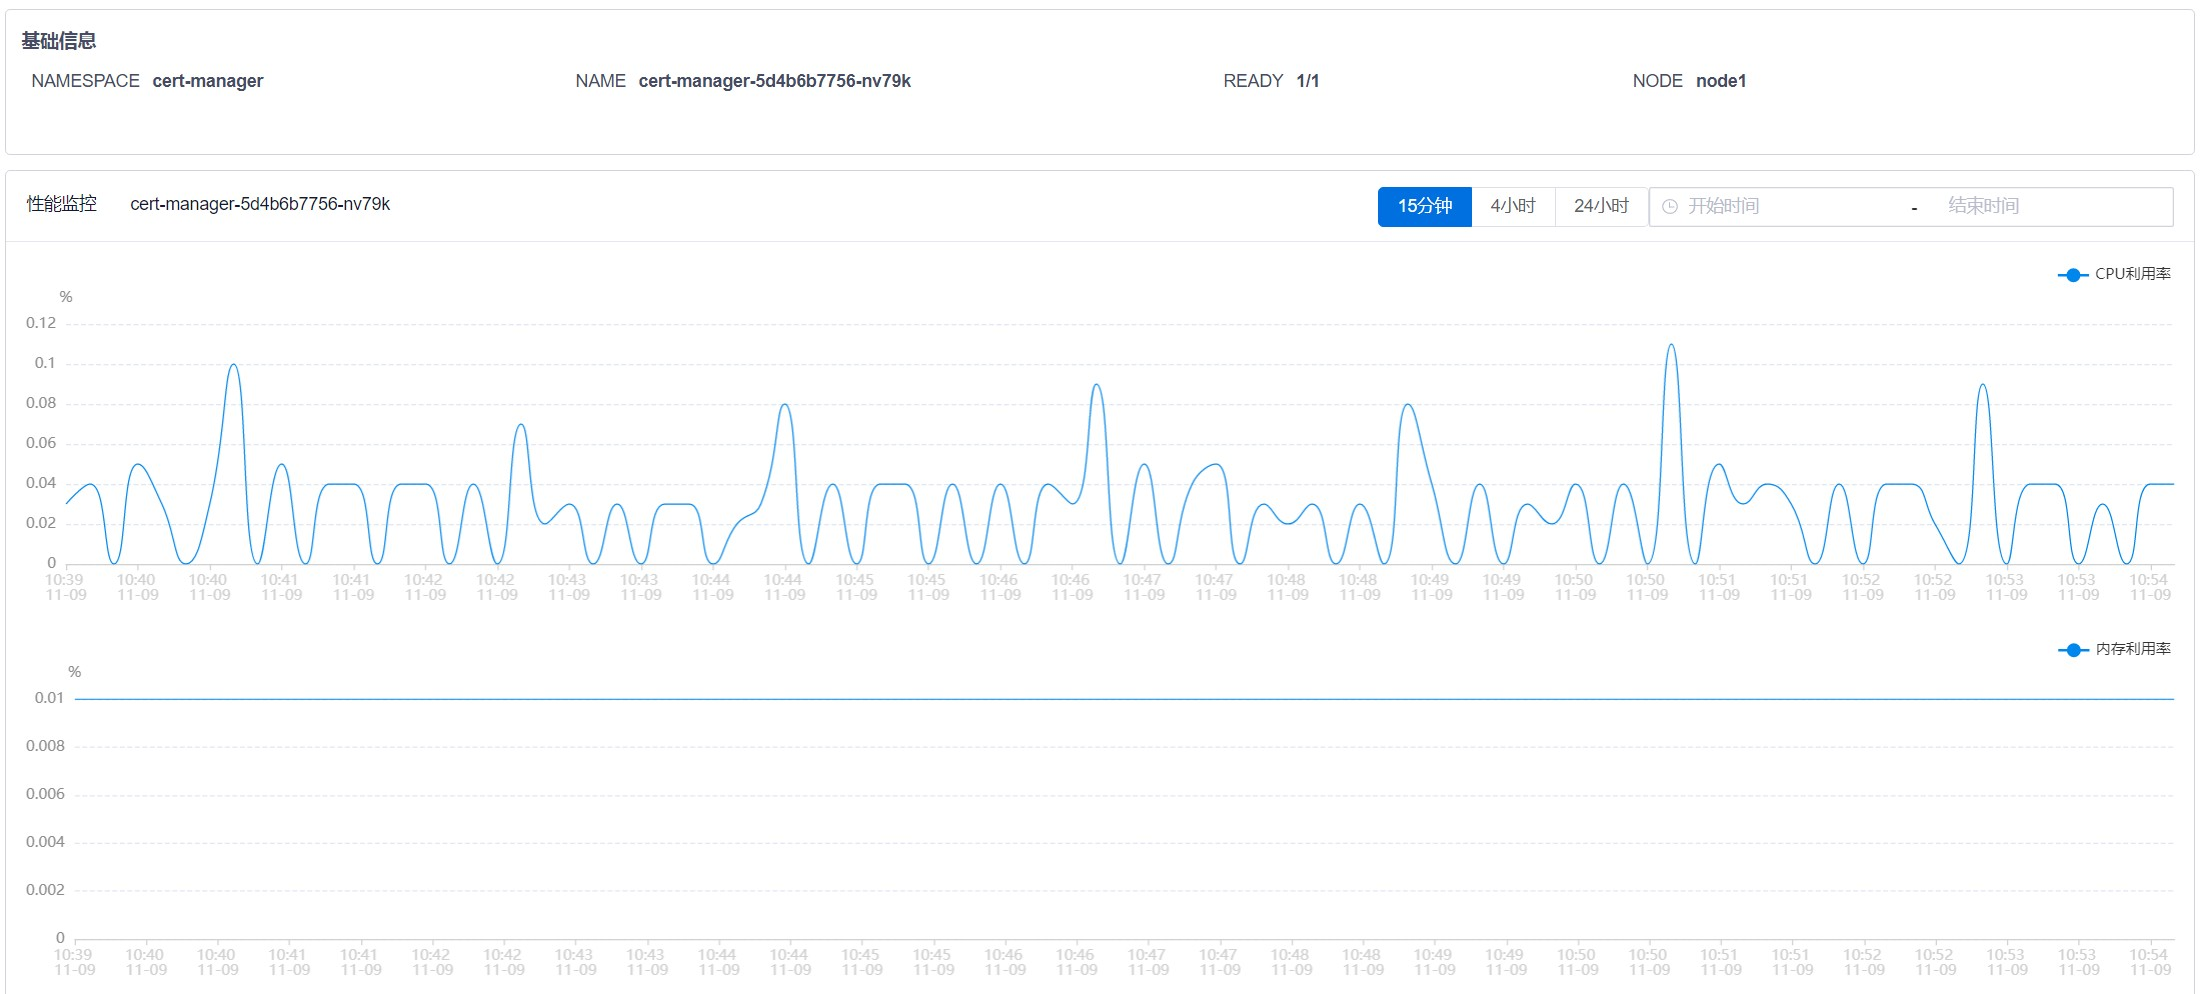 基础信息
NAMESPACE cert-manager NAME cert-manager-5d4b6b7756-nv79k READY 1/1 NODE node1
性能监控 cert-manager-5d4b6b7756-nv79k 15分钟 4小时 24小时 开始时间 - 结束时间
CPU利用率
%
0.12
0.1
0.08
0.06
0.04
0.02
0
10:39 10:40 10:40 10:41 10:41 10:42 10:42 10:43 10:43 10:44 10:44 10:45 10:45 10:46 10:46 10:47 10:47 10:48 10:48 10:49 10:49 10:50 10:50 10:51 10:51 10:52 10:52 10:53 10:53 10:54
11-09 11-09 11-09 11-09 11-09 11-09 11-09 11-09 11-09 11-09 11-09 11-09 11-09 11-09 11-09 11-09 11-09 11-09 11-09 11-09 11-09 11-09 11-09 11-09 11-09 11-09 11-09 11-09 11-09 11-09
内存利用率
%
0.01
0.008
0.006
0.004
0.002
0
10:39 10:40 10:40 10:41 10:41 10:42 10:42 10:43 10:43 10:44 10:44 10:45 10:45 10:46 10:46 10:47 10:47 10:48 10:48 10:49 10:49 10:50 10:50 10:51 10:51 10:52 10:52 10:53 10:53 10:54
11-09 11-09 11-09 11-09 11-09 11-09 11-09 11-09 11-09 11-09 11-09 11-09 11-09 11-09 11-09 11-09 11-09 11-09 11-09 11-09 11-09 11-09 11-09 11-09 11-09 11-09 11-09 11-09 11-09 11-09